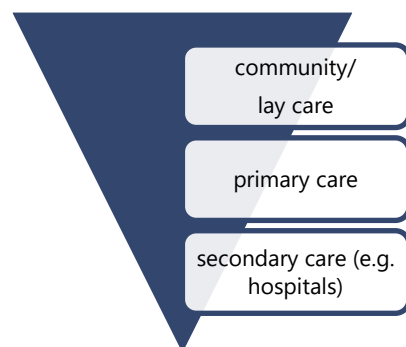 community/
lay care
primary care
secondary care (e.g.
hospitals)